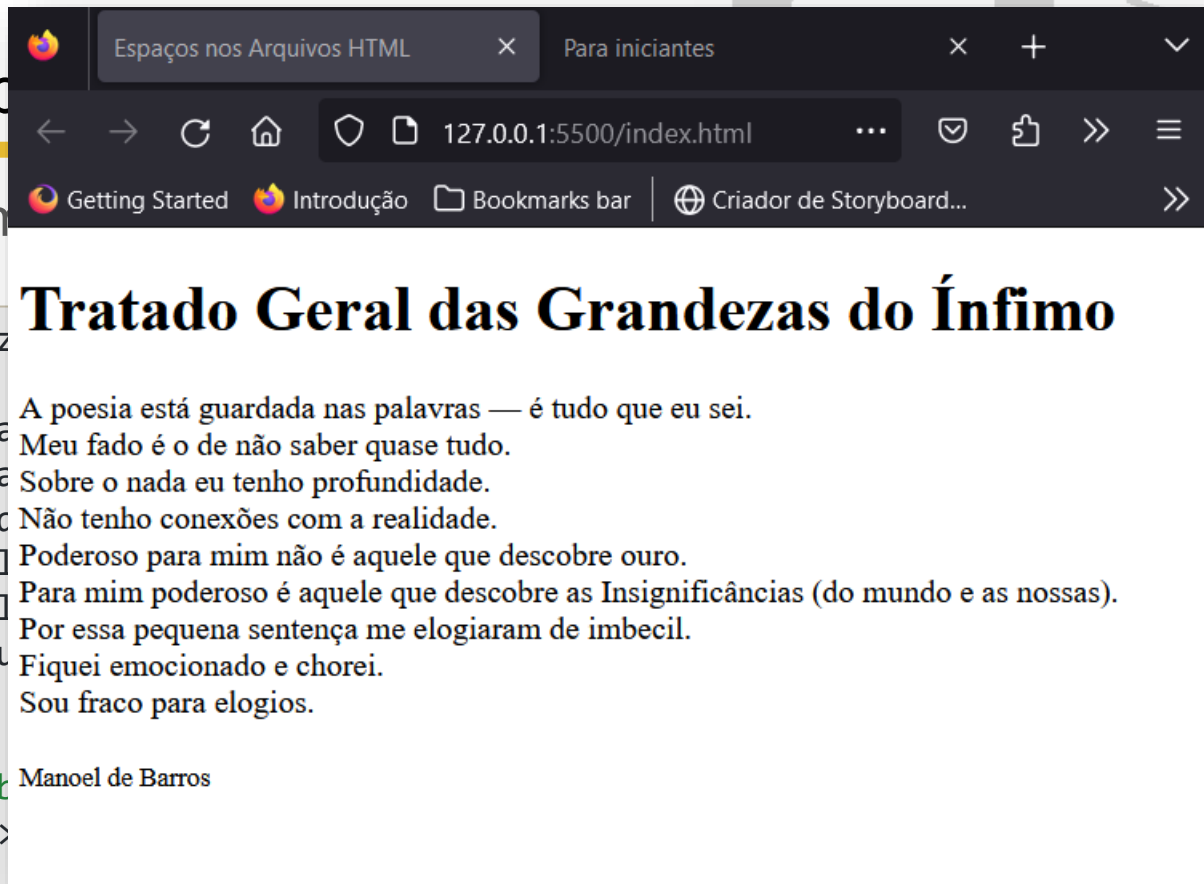 Espaços nos Arquivos HTML
Para iniciantes
127.0.0.1:5500/index.html
Getting Started
Introdução
Bookmarks bar
Criador de Storyboard...
Tratado Geral das Grandezas do Ínfimo
A poesia está guardada nas palavras — é tudo que eu sei.
Meu fado é o de não saber quase tudo.
Sobre o nada eu tenho profundidade.
Não tenho conexões com a realidade.
Poderoso para mim não é aquele que descobre ouro.
Para mim poderoso é aquele que descobre as Insignificâncias (do mundo e as nossas).
Por essa pequena sentença me elogiaram de imbecil.
Fiquei emocionado e chorei.
Sou fraco para elogios.
Manoel de Barros